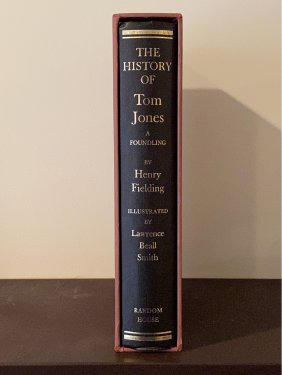 THE
HISTORY
OF
Tom
Jones
A
FOUNDLING
BY
Henry
Fielding
ILLUSTRATED
BY
Lawrence
Beall
Smith
RANDOM
HOUSE